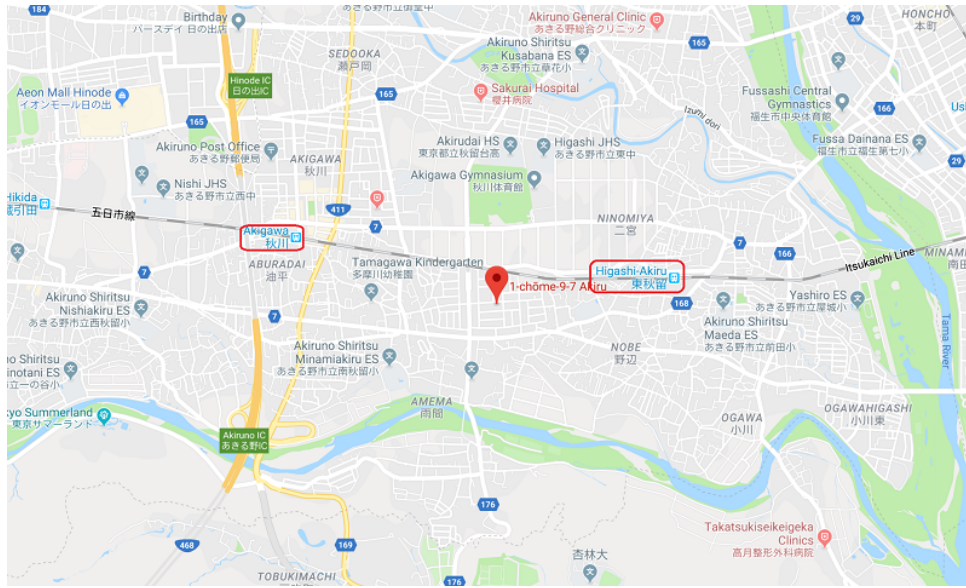 184
Birthday
バースデイ 日の出店
Akiruno General Clinic
あきる野総合クリニック
29
HONCHO
本町
165
Akiruno Shiritsu
Kusabana ES
あきる野市立草花小
SEDOOKA
瀬戸岡
Hinode IC
日の出IC
Aeon Mall Hinode
イオンモール日の出
165
Sakurai Hospital
櫻井病院
Izumi dori
Fussashi Central
Gymnastics
福生市中央体育館
166
165
Akiruno Post Office
あきる野郵便局
AKIGAWA
秋川
Akirudai HS
東京都立秋留台高
Higashi JHS
あきる野市立東中
Fussa Dainana ES
福生市立福生第七小
29
Nishi JHS
あきる野市立西中
Akigawa Gymnasium
秋川体育館
Hikida
五日市線
411
7
NINOMIYA
二宮
Akigawa
秋川
7
166
Itsukaichi Line
ABURADAI
油平
Tamagawa Kindergarten
多摩川幼稚園
7
1-chōme-9-7 Akiru
Higashi-Akiru
東秋留
168
Akiruno Shiritsu
Nishiakiru ES
あきる野市立西秋留小
7
Yashiro ES
あきる野市立屋城小
Akiruno Shiritsu
Maeda ES
あきる野市立前田小
Tama River
Akiruno Shiritsu
Minamiakiru ES
あきる野市立南秋留小
NOBE
野辺
AMEMA
雨間
Summerland
東京サマーランド
OGAWA
小川
OGAWAHIGASHI
小川東
Akiruno IC
あきる野IC
176
Takatsukiseikeigeka
Clinics
高月整形外科病院
468
169
杏林大
TOBUKIMACHI
176